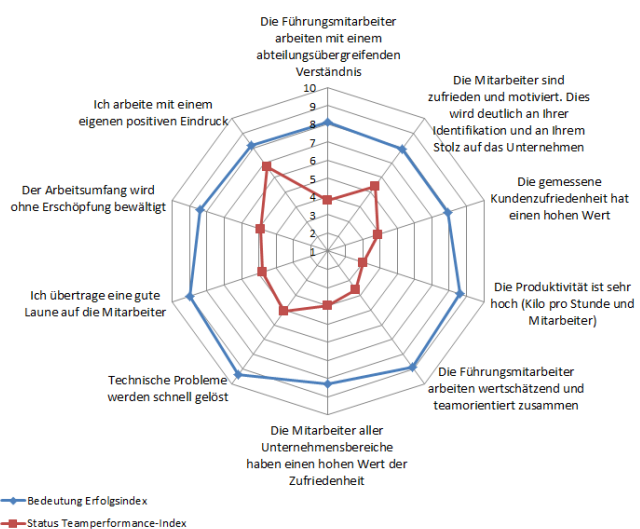 Die Führungsmitarbeiter
arbeiten mit einem
abteilungsübergreifenden
Verständnis
Die Mitarbeiter sind
zufrieden und motiviert. Dies
wird deutlich an Ihrer
Identifikation und an Ihrem
Stolz auf das Unternehmen
Die gemessene
Kundenzufriedenheit hat
einen hohen Wert
Die Produktivität ist sehr
hoch (Kilo pro Stunde und
Mitarbeiter)
Die Führungsmitarbeiter
arbeiten wertschätzend und
teamorientiert zusammen
Die Mitarbeiter aller
Unternehmensbereiche
haben einen hohen Wert der
Zufriedenheit
Technische Probleme
werden schnell gelöst
Ich übertrage eine gute
Laune auf die Mitarbeiter
Der Arbeitsumfang wird
ohne Erschöpfung bewältigt
Ich arbeite mit einem
eigenen positiven Eindruck
10
9
8
7
6
5
4
3
2
1
Bedeutung Erfolgsindex
Status Teamperformance-Index